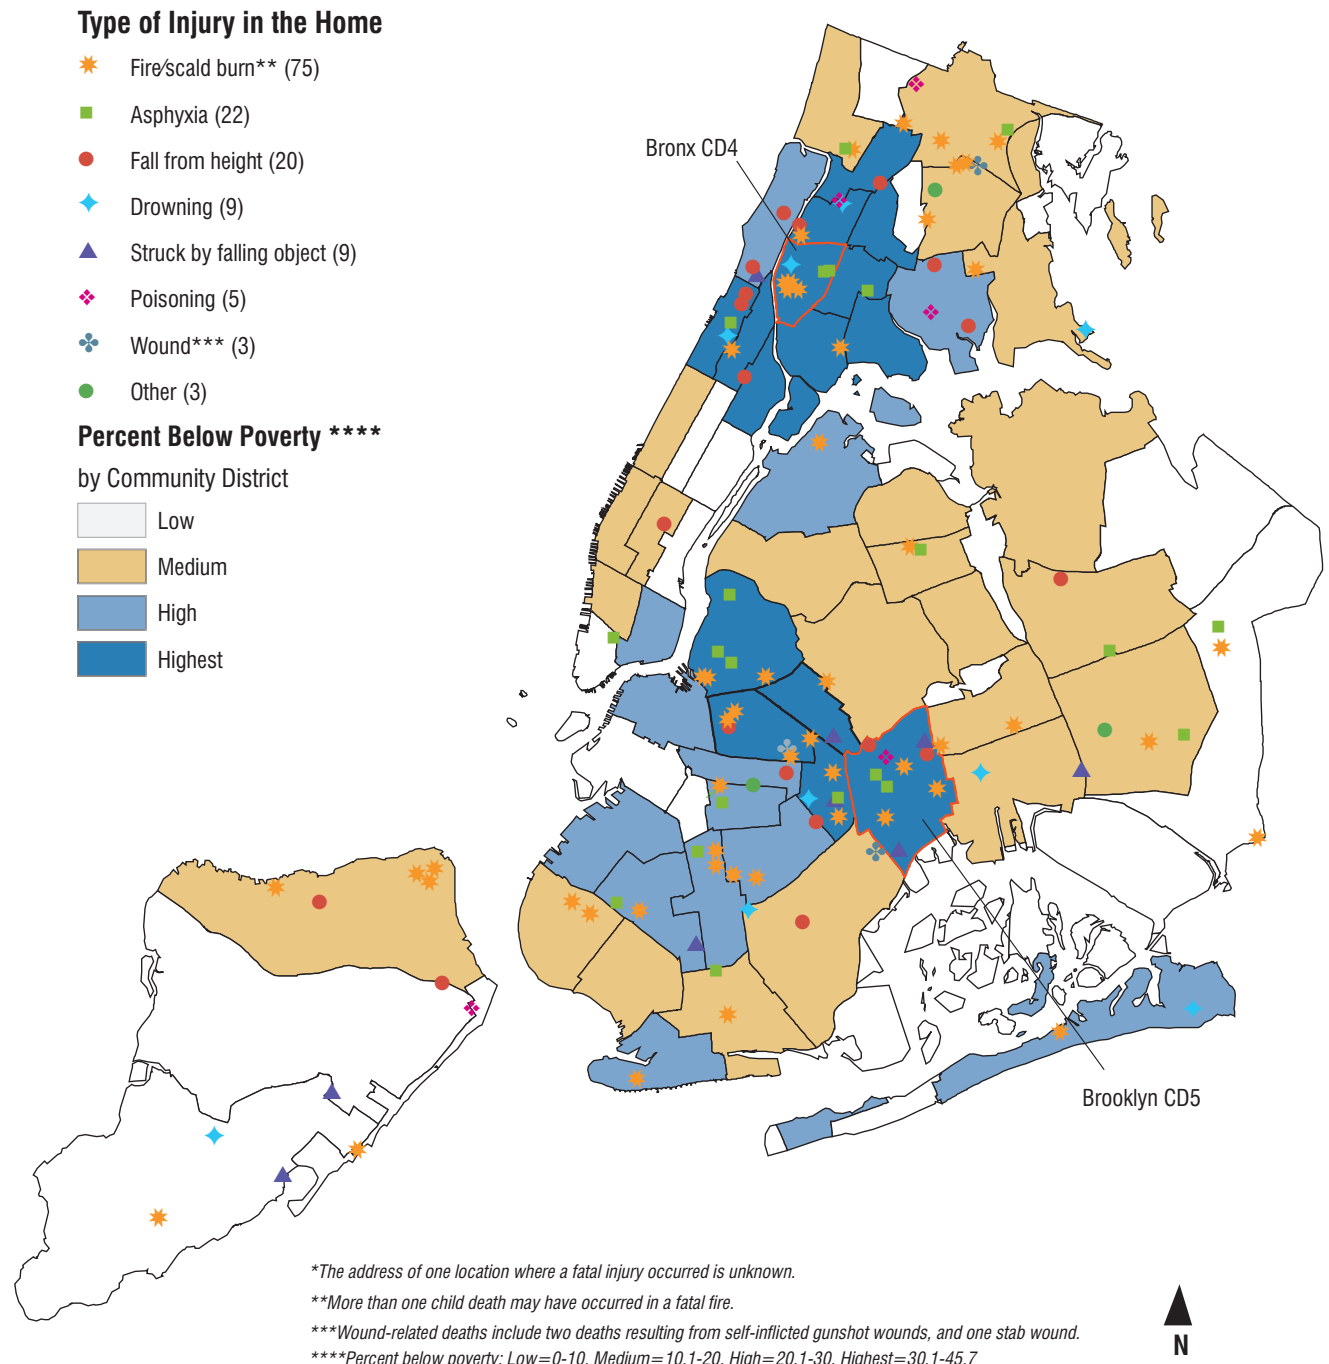 Type of Injury in the Home
Fire/scald burn** (75)
Asphyxia (22)
Fall from height (20)
Drowning (9)
Struck by falling object (9)
Poisoning (5)
Wound*** (3)
Other (3)
Percent Below Poverty ****
by Community District
Low
Medium
High
Highest
Bronx CD4
Brooklyn CD5
*The address of one location where a fatal injury occurred is unknown.
**More than one child death may have occurred in a fatal fire.
***Wound-related deaths include two deaths resulting from self-inflicted gunshot wounds, and one stab wound.
****Percent below poverty: Low=0-10, Medium=10.1-20, High=20.1-30, Highest=30.1-45.7
N